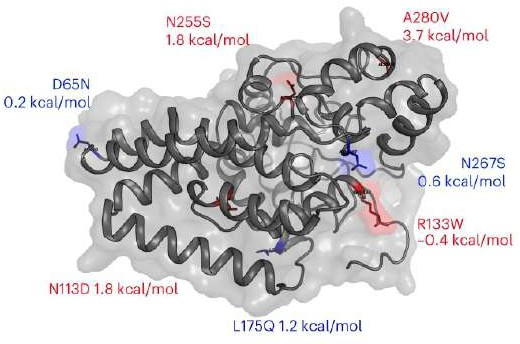 N255S
1.8 kcal/mol
A280V
3.7 kcal/mol
D65N
0.2 kcal/mol
N267S
0.6 kcal/mol
R133W
−0.4 kcal/mol
N113D 1.8 kcal/mol
L175Q 1.2 kcal/mol